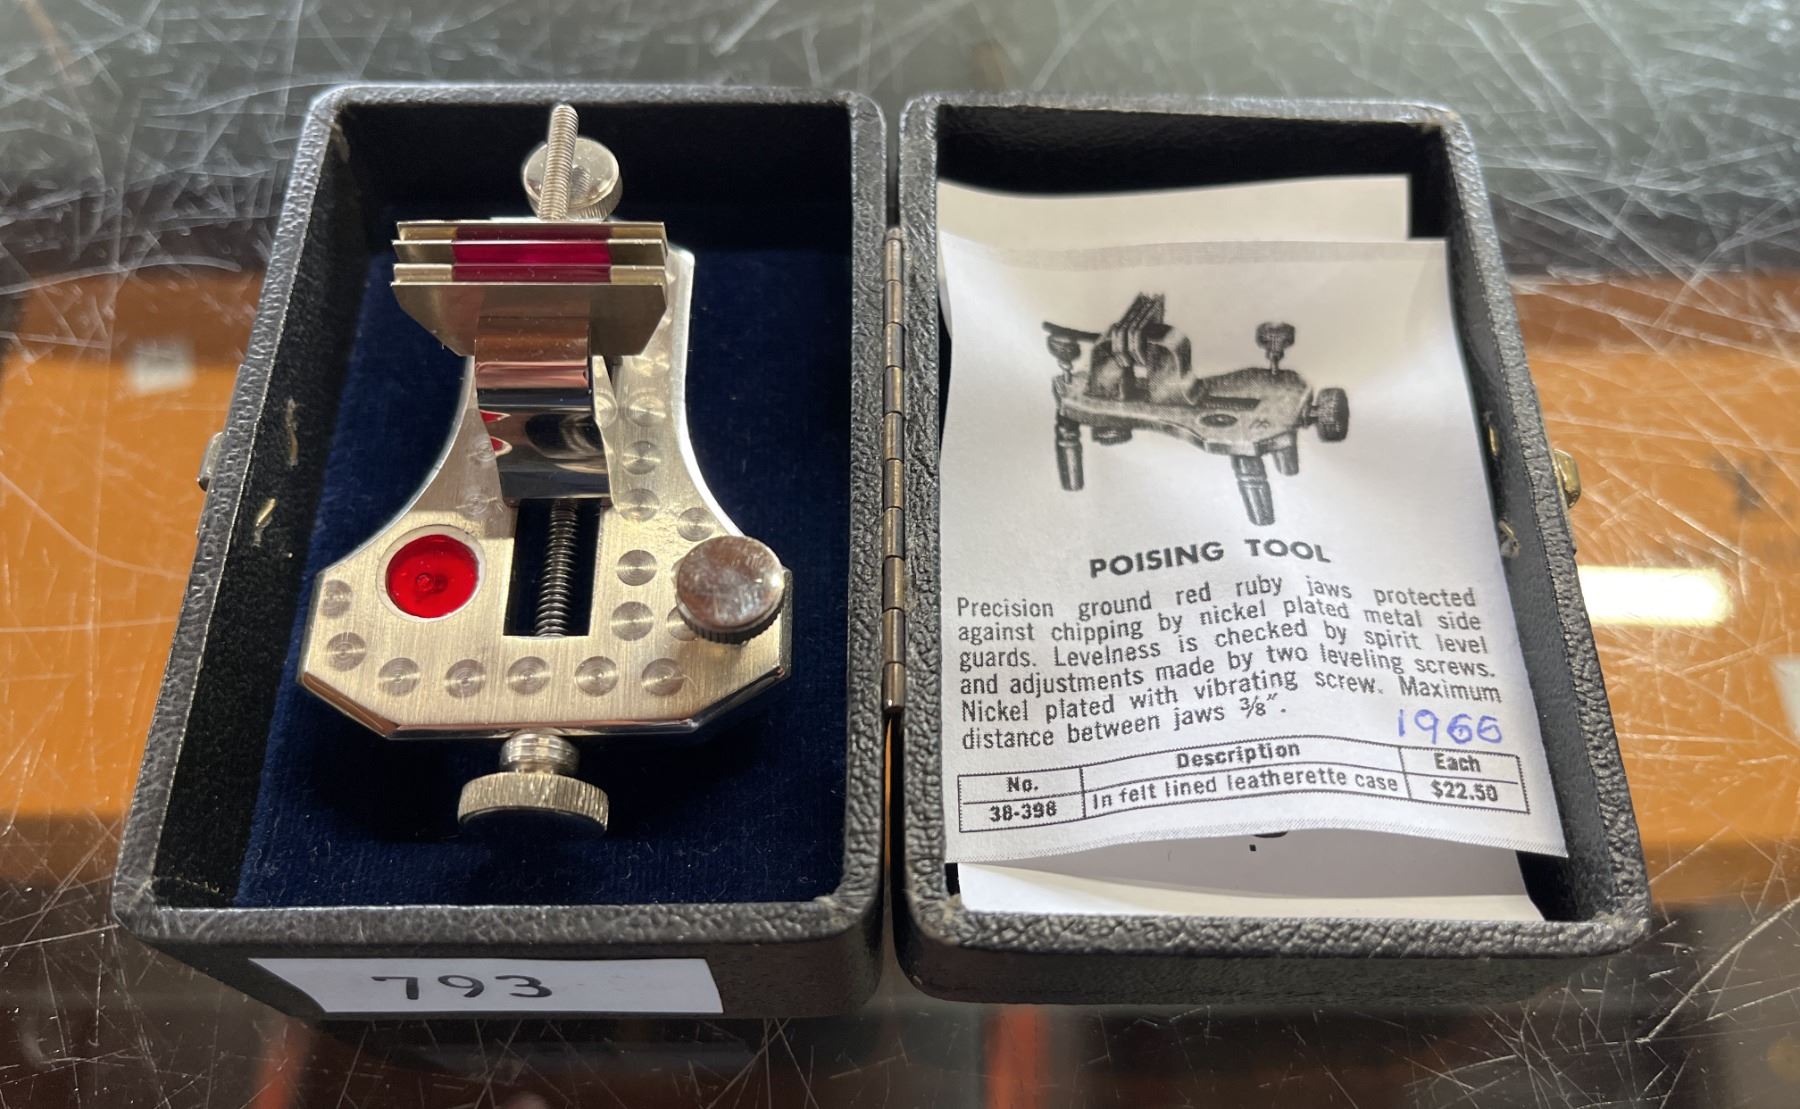 POISING TOOL
Precision ground red ruby jaws protected
against chipping by nickel plated metal side
guards. Levelness is checked by spirit level
and adjustments made by two leveling screws.
Nickel plated with vibrating screw. Maximum
distance between jaws 3/8".
1966
No. Description Each
38-398 In felt lined leatherette case $22.50
793